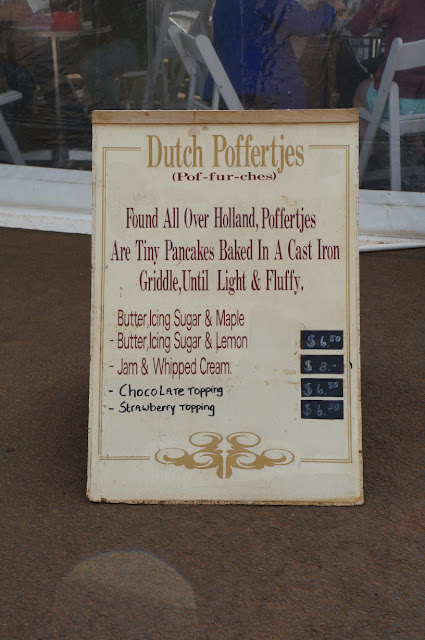 Dutch Poffertjes
(Pof-fur-ches)
Found All Over Holland, Poffertjes
Are Tiny Pancakes Baked In A Cast Iron
Griddle, Until Light & Fluffy.
Butter, Icing Sugar & Maple
- Butter, Icing Sugar & Lemon $6.50
- Jam & Whipped Cream. $8.-
- Chocolate Topping $6.50
- Strawberry Topping $6.50